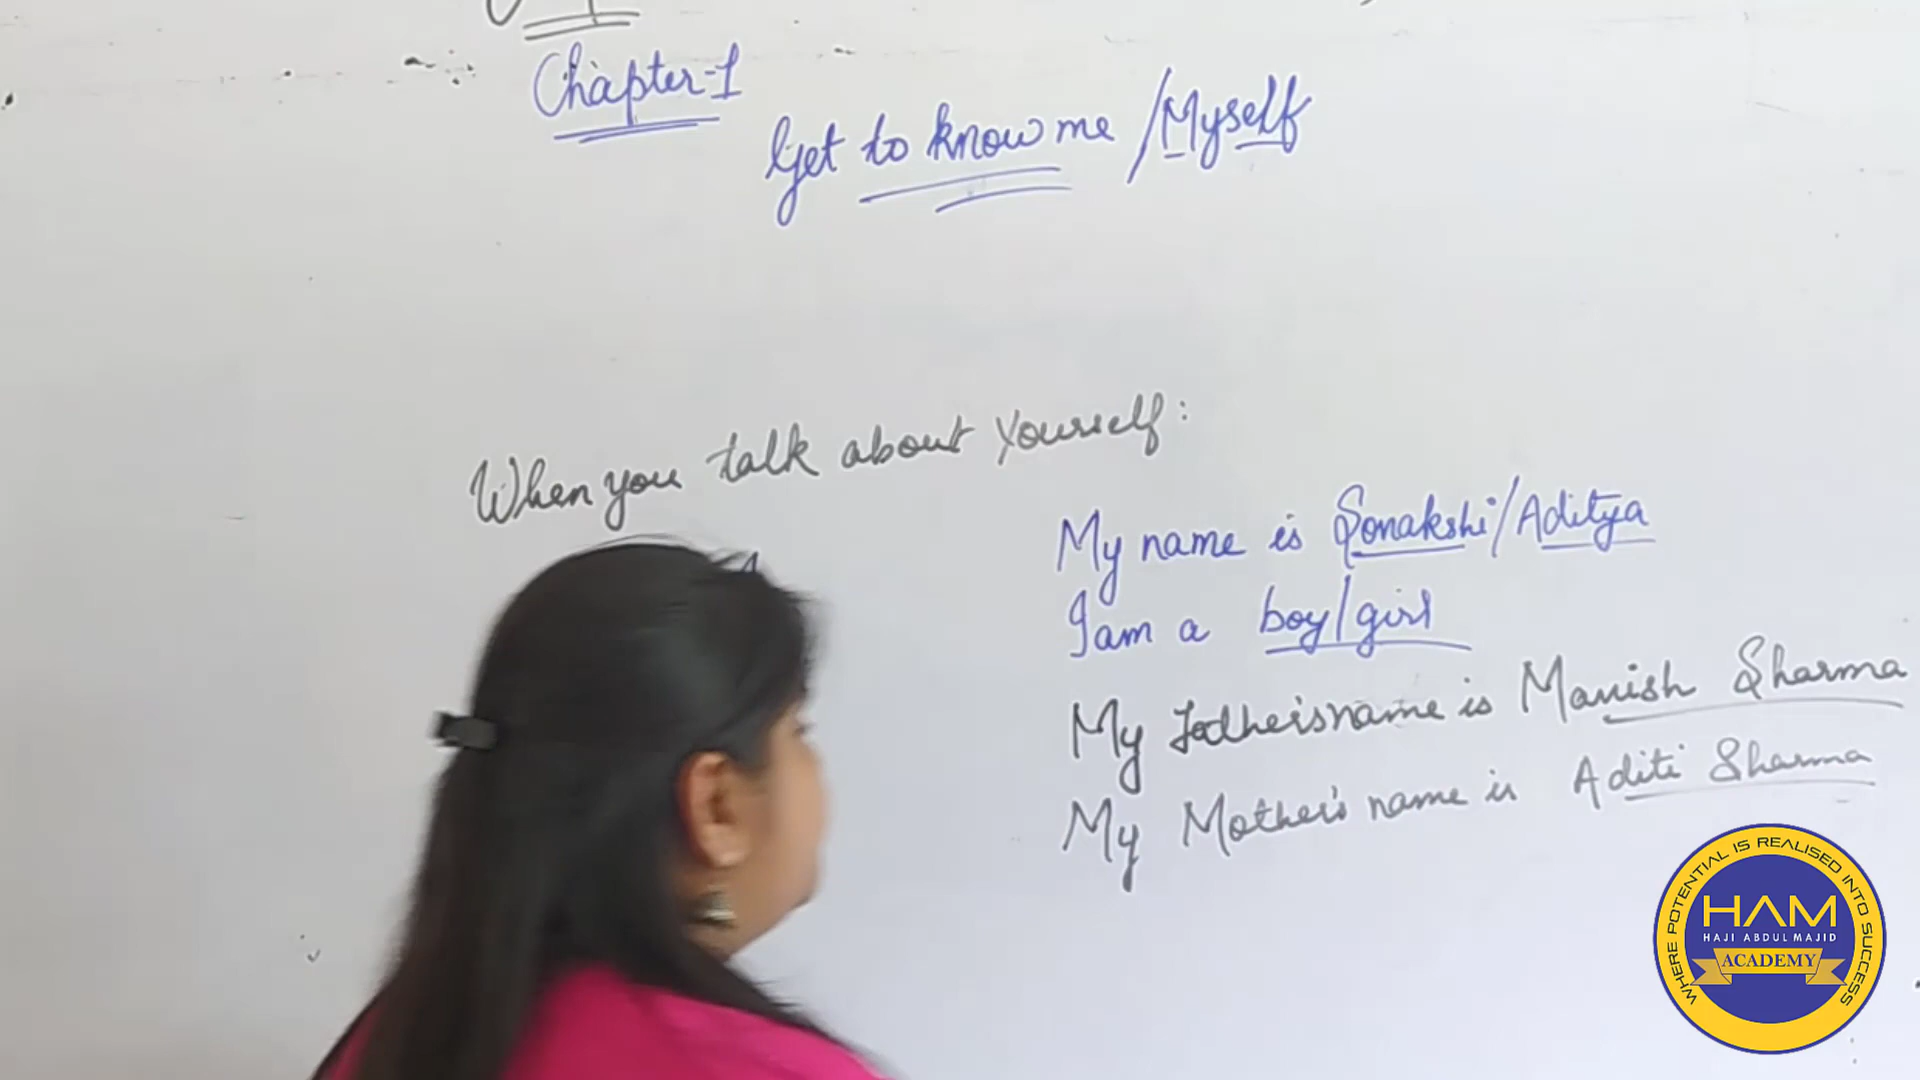 Chapter-1
Get to know me /Myself
When you talk about Yourself:
My name is Sonakshi/Aditya
I am a boy/girl
My Father's name is Manish Sharma
My Mother's name is Aditi Sharma
WHERE POTENTIAL IS REALISED INTO SUCCESS
HAM
HAJI ABDUL MAJID
ACADEMY